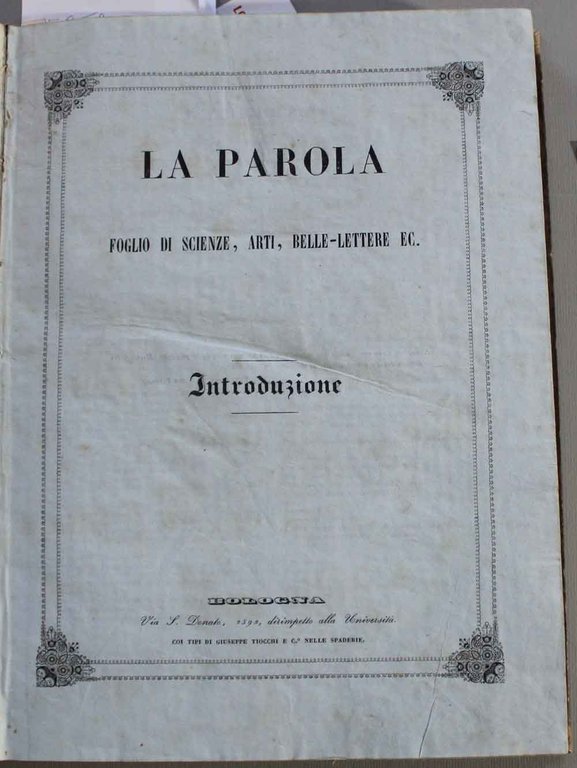 LA PAROLA
FOGLIO DI SCIENZE, ARTI, BELLE-LETTERE EC.
Introduzione
BOLOGNA
Via S. Donato, 2592, dirimpetto alla Università.
COI TIPI DI GIUSEPPE TIOCCHI E C.º NELLE SPADERIE.